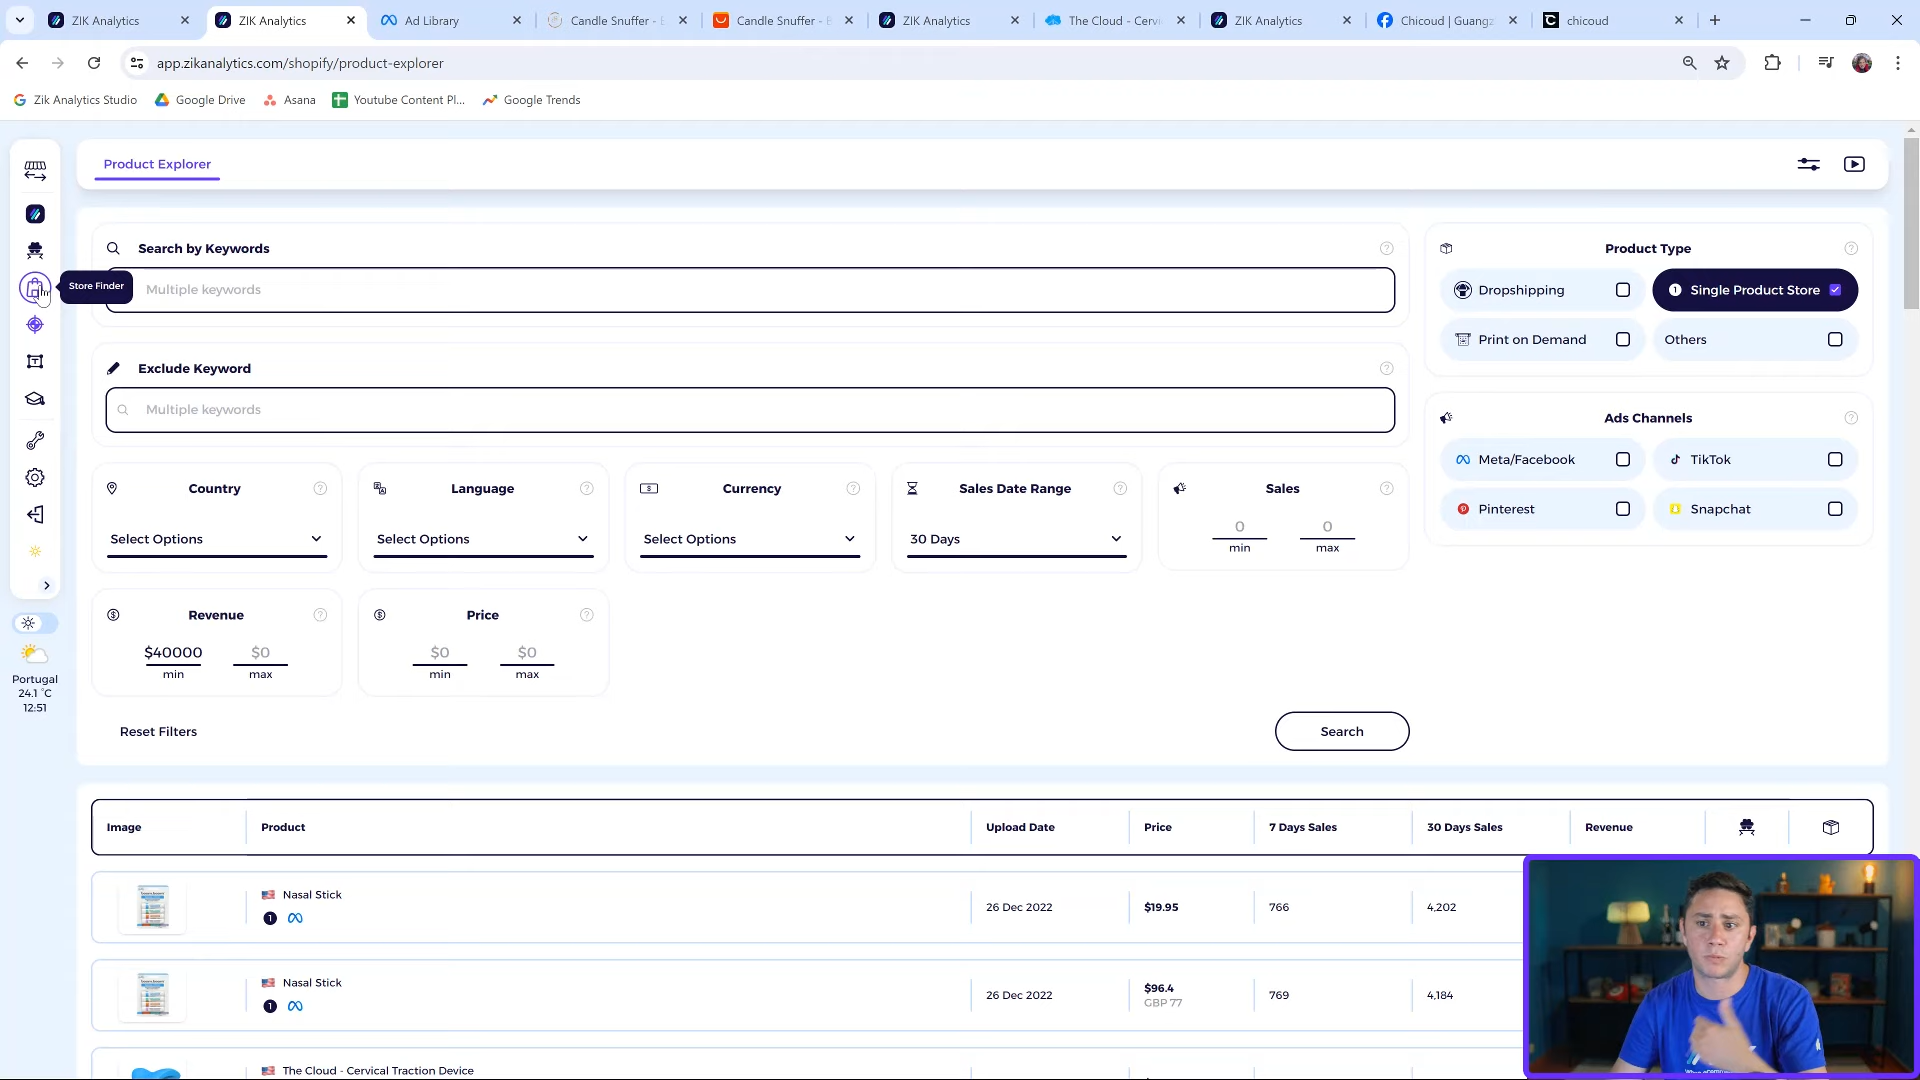 ZIK Analytics
ZIK Analytics
Ad Library
Candle Snuffer - E
Candle Snuffer - E
ZIK Analytics
The Cloud - Cervi
ZIK Analytics
Chicoud | Guangz
chicoud
app.zikanalytics.com/shopify/product-explorer
Zik Analytics Studio
Google Drive
Asana
Youtube Content Pl...
Google Trends
Product Explorer
Store Finder
Search by Keywords
Multiple keywords
Exclude Keyword
Multiple keywords
Product Type
Dropshipping
Single Product Store
Print on Demand
Others
Ads Channels
Meta/Facebook
TikTok
Pinterest
Snapchat
Country
Select Options
Language
Select Options
Currency
Select Options
Sales Date Range
30 Days
Sales
0
min
0
max
Revenue
$40000
min
$0
max
Price
$0
min
$0
max
Reset Filters
Search
Portugal
24.1 °C
12:51
Image
Product
Upload Date
Price
7 Days Sales
30 Days Sales
Revenue
Nasal Stick
26 Dec 2022
$19.95
766
4,202
Nasal Stick
26 Dec 2022
$96.4
GBP 77
769
4,184
The Cloud - Cervical Traction Device